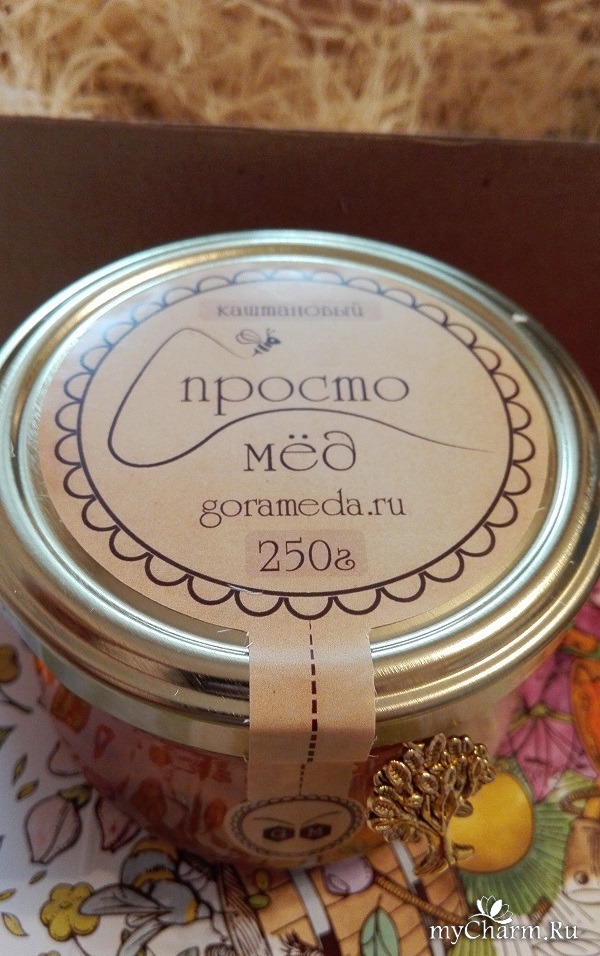 каштановый
просто
мёд
gorameda.ru
250г
Г М
myCharm.Ru